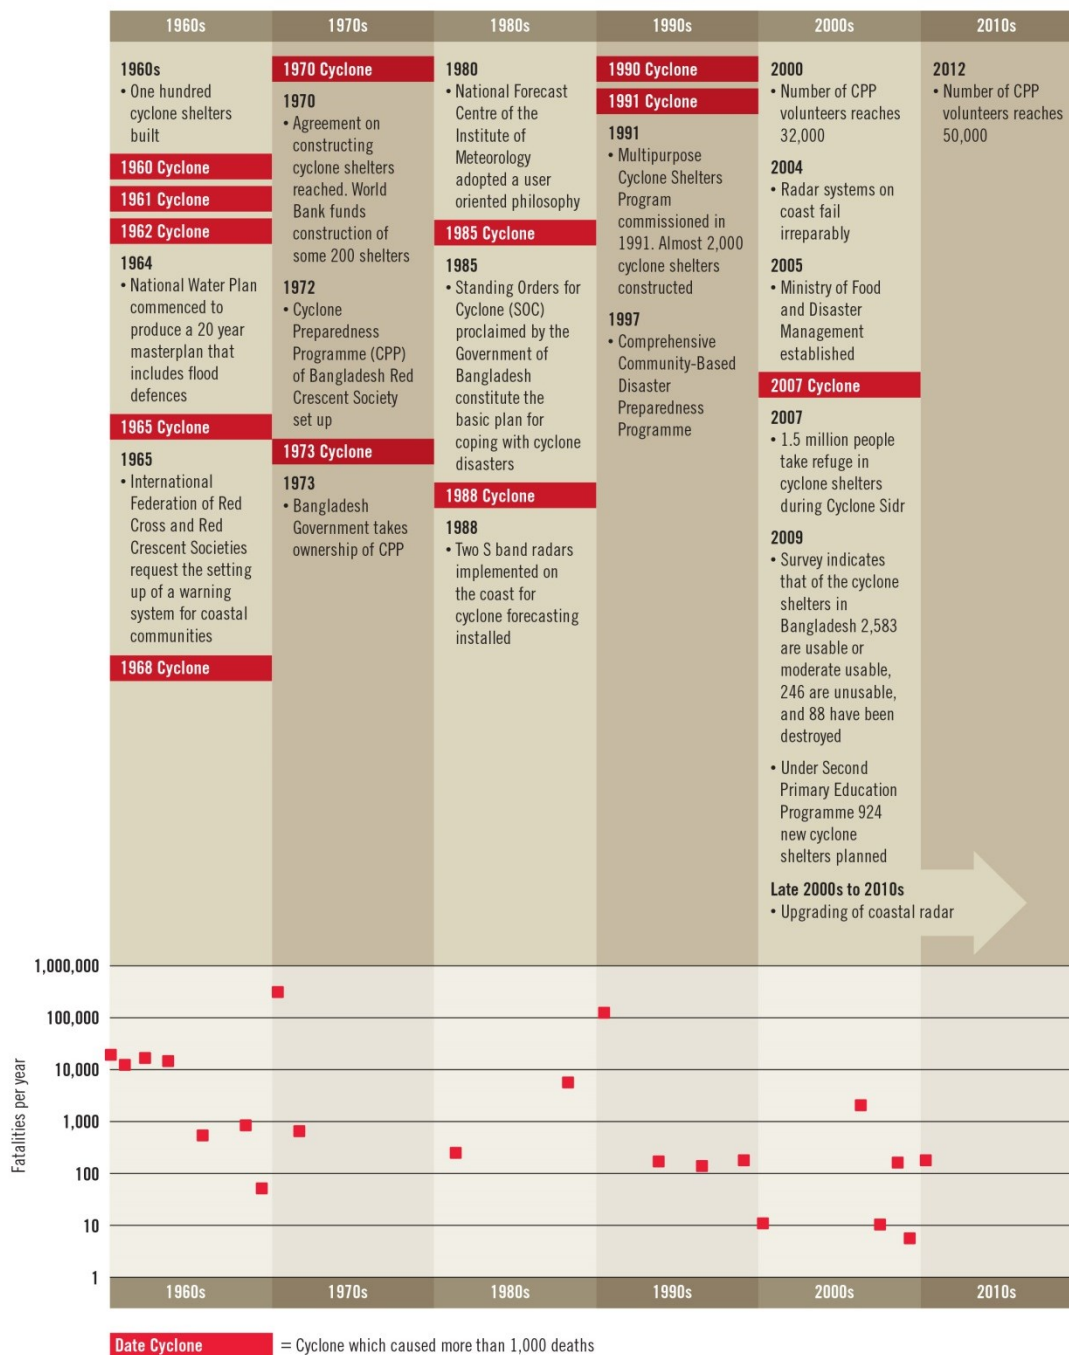 1960s
1970s
1980s
1990s
2000s
2010s
1960s
• One hundred
cyclone shelters
built
1960 Cyclone
1961 Cyclone
1962 Cyclone
1964
• National Water Plan
commenced to
produce a 20 year
masterplan that
includes flood
defences
1965 Cyclone
1965
• International
Federation of Red
Cross and Red
Crescent Societies
request the setting
up of a warning
system for coastal
communities
1968 Cyclone
1970 Cyclone
1970
• Agreement on
constructing
cyclone shelters
reached. World
Bank funds
construction of
some 200 shelters
1972
• Cyclone
Preparedness
Programme (CPP)
of Bangladesh Red
Crescent Society
set up
1973 Cyclone
1973
• Bangladesh
Government takes
ownership of CPP
1980
• National Forecast
Centre of the
Institute of
Meteorology
adopted a user
oriented philosophy
1985 Cyclone
1985
• Standing Orders for
Cyclone (SOC)
proclaimed by the
Government of
Bangladesh
constitute the
basic plan for
coping with cyclone
disasters
1988 Cyclone
1988
• Two S band radars
implemented on
the coast for
cyclone forecasting
installed
1990 Cyclone
1991 Cyclone
1991
• Multipurpose
Cyclone Shelters
Program
commissioned in
1991. Almost 2,000
cyclone shelters
constructed
1997
• Comprehensive
Community-Based
Disaster
Preparedness
Programme
2000
• Number of CPP
volunteers reaches
32,000
2004
• Radar systems on
coast fail
irreparably
2005
• Ministry of Food
and Disaster
Management
established
2007 Cyclone
2007
• 1.5 million people
take refuge in
cyclone shelters
during Cyclone Sidr
2009
• Survey indicates
that of the cyclone
shelters in
Bangladesh 2,583
are usable or
moderate usable,
246 are unusable,
and 88 have been
destroyed
• Under Second
Primary Education
Programme 924
new cyclone
shelters planned
Late 2000s to 2010s
• Upgrading of coastal radar
2012
• Number of CPP
volunteers reaches
50,000
Fatalities per year
1,000,000
100,000
10,000
1,000
100
10
1
1960s
1970s
1980s
1990s
2000s
2010s
Date Cyclone = Cyclone which caused more than 1,000 deaths